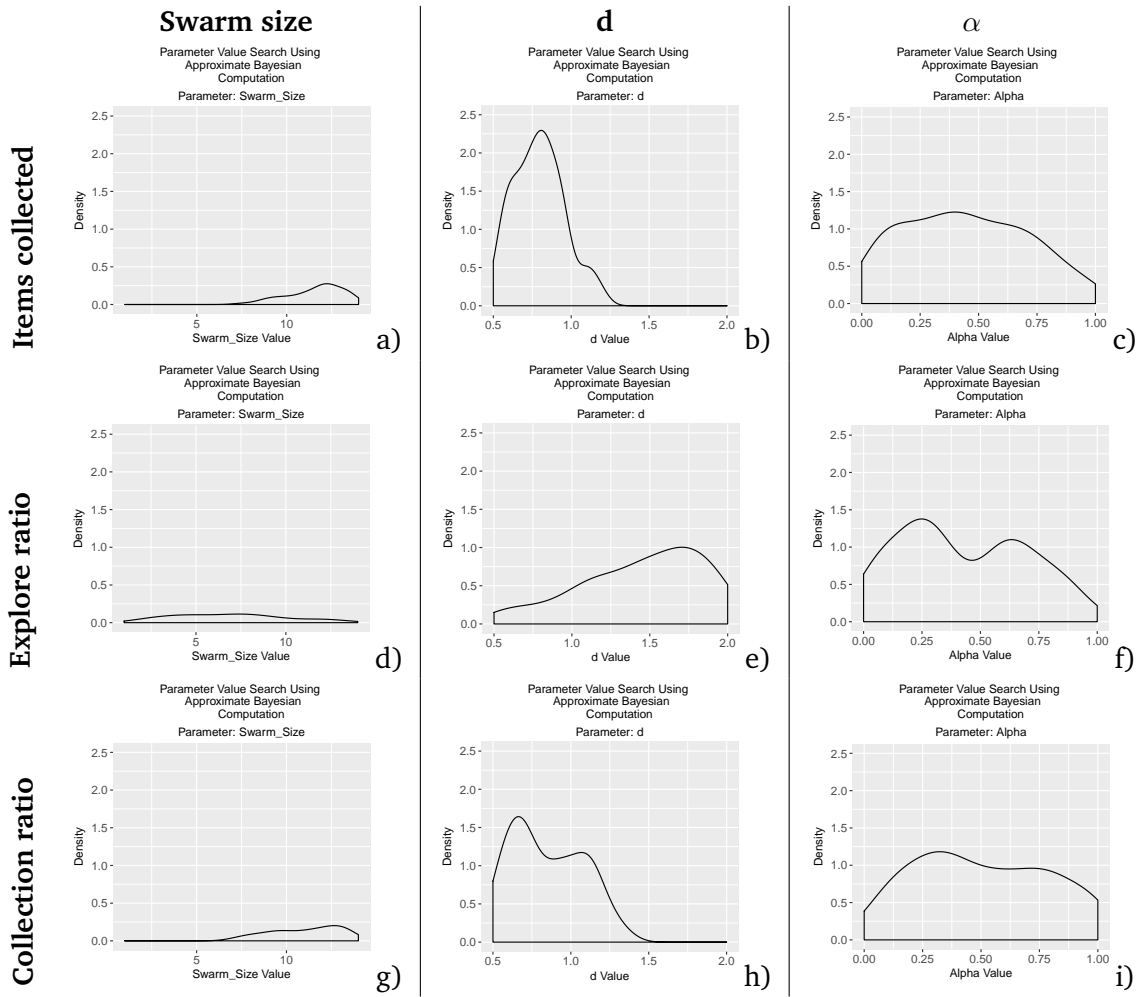 Swarm size
d
α
Items collected
Parameter Value Search Using
Approximate Bayesian
Computation
Parameter: Swarm_Size
Density
2.5
2.0
1.5
1.0
0.5
0.0
5
10
Swarm_Size Value
a)
Parameter Value Search Using
Approximate Bayesian
Computation
Parameter: d
Density
2.5
2.0
1.5
1.0
0.5
0.0
0.5
1.0
1.5
2.0
d Value
b)
Parameter Value Search Using
Approximate Bayesian
Computation
Parameter: Alpha
Density
2.5
2.0
1.5
1.0
0.5
0.0
0.00
0.25
0.50
0.75
1.00
Alpha Value
c)
Explore ratio
Parameter Value Search Using
Approximate Bayesian
Computation
Parameter: Swarm_Size
Density
2.5
2.0
1.5
1.0
0.5
0.0
5
10
Swarm_Size Value
d)
Parameter Value Search Using
Approximate Bayesian
Computation
Parameter: d
Density
2.5
2.0
1.5
1.0
0.5
0.0
0.5
1.0
1.5
2.0
d Value
e)
Parameter Value Search Using
Approximate Bayesian
Computation
Parameter: Alpha
Density
2.5
2.0
1.5
1.0
0.5
0.0
0.00
0.25
0.50
0.75
1.00
Alpha Value
f)
Collection ratio
Parameter Value Search Using
Approximate Bayesian
Computation
Parameter: Swarm_Size
Density
2.5
2.0
1.5
1.0
0.5
0.0
5
10
Swarm_Size Value
g)
Parameter Value Search Using
Approximate Bayesian
Computation
Parameter: d
Density
2.5
2.0
1.5
1.0
0.5
0.0
0.5
1.0
1.5
2.0
d Value
h)
Parameter Value Search Using
Approximate Bayesian
Computation
Parameter: Alpha
Density
2.5
2.0
1.5
1.0
0.5
0.0
0.00
0.25
0.50
0.75
1.00
Alpha Value
i)